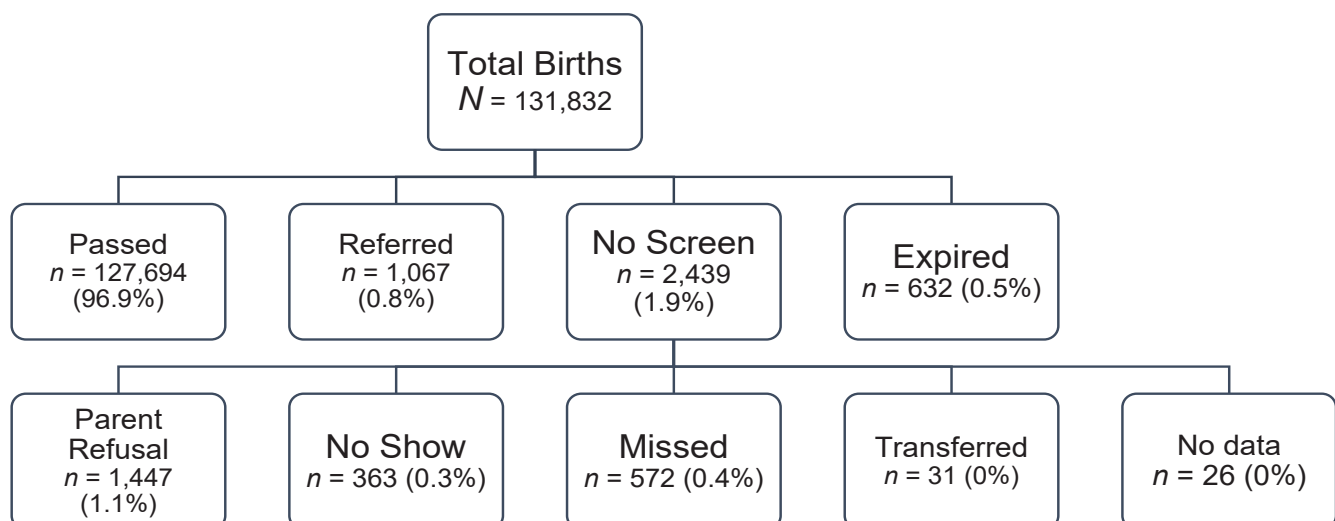 Total Births
N = 131,832
Passed
n = 127,694
(96.9%)
Referred
n = 1,067
(0.8%)
No Screen
n = 2,439
(1.9%)
Expired
n = 632 (0.5%)
Parent
Refusal
n = 1,447
(1.1%)
No Show
n = 363 (0.3%)
Missed
n = 572 (0.4%)
Transferred
n = 31 (0%)
No data
n = 26 (0%)